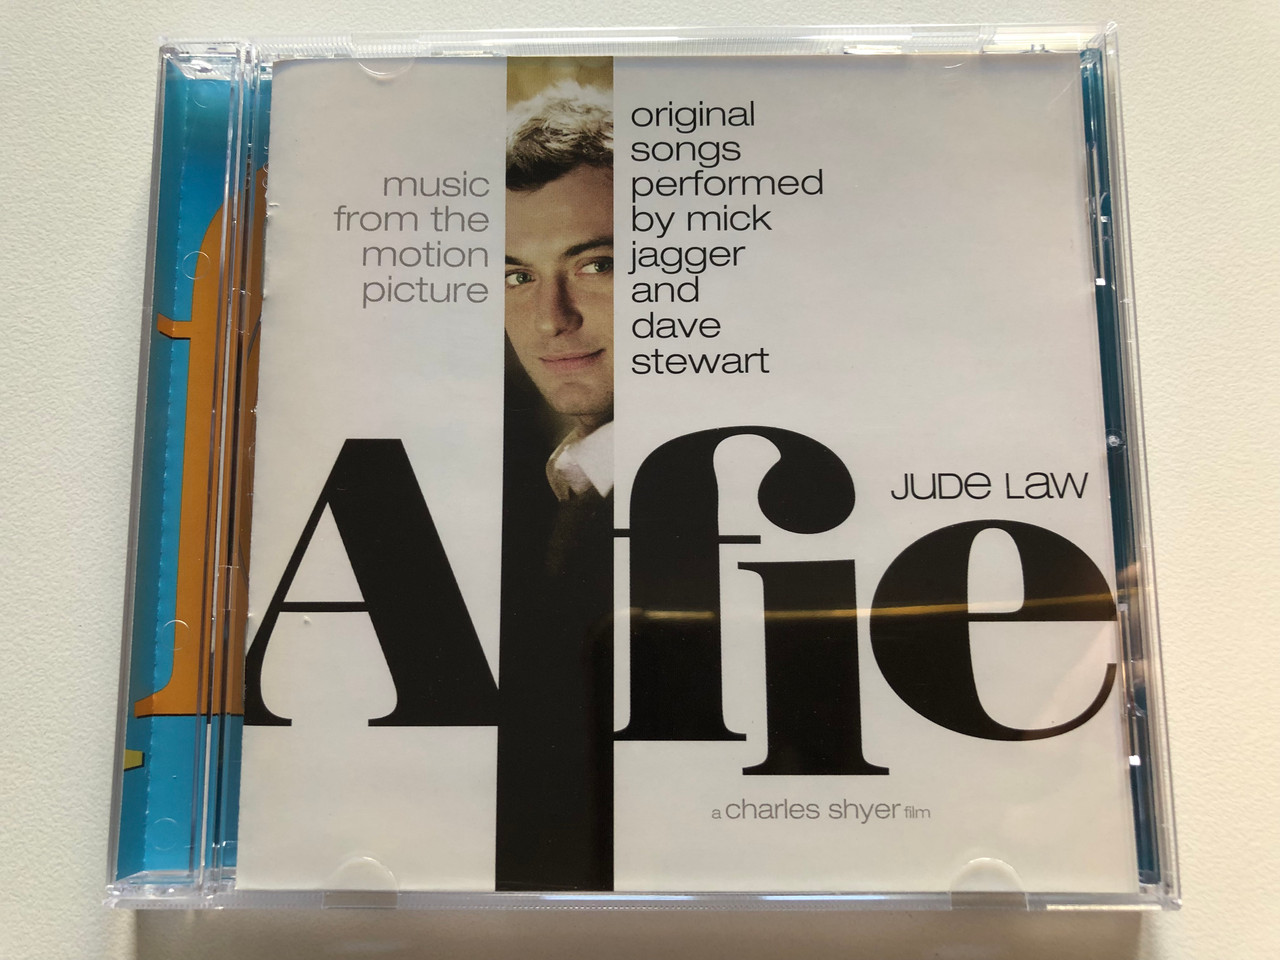 music
from the
motion
picture
original
songs
performed
by mick
jagger
and
dave
stewart
JUDE LAW
Alfie
a charles shyer film